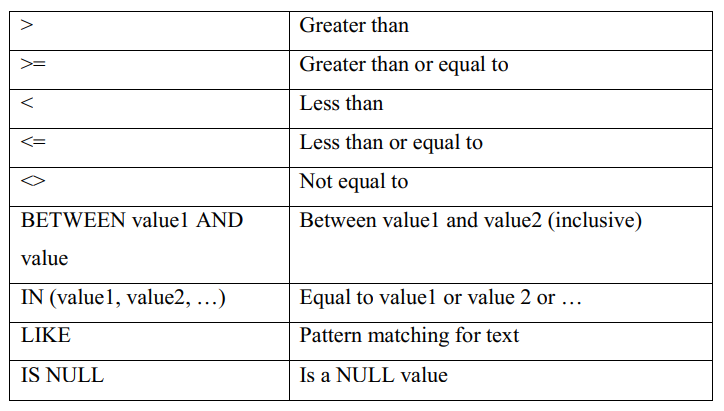 > Greater than
>= Greater than or equal to
< Less than
<= Less than or equal to
<> Not equal to
BETWEEN value1 AND Between value1 and value2 (inclusive)
value
IN (value1, value2, …) Equal to value1 or value 2 or …
LIKE Pattern matching for text
IS NULL Is a NULL value